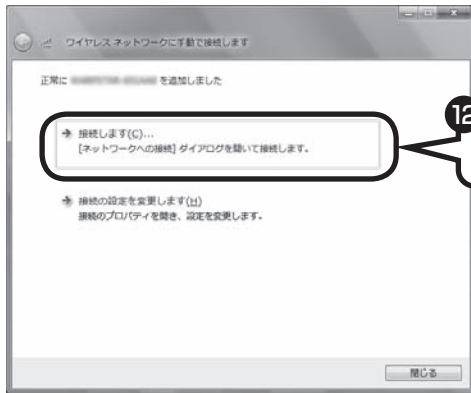 ワイヤレス ネットワークに手動で接続します
正常に を追加しました
接続します(C)...
[ネットワークへの接続] ダイアログを開いて接続します。
12
接続の設定を変更します(H)
接続のプロパティを開き、設定を変更します。
閉じる